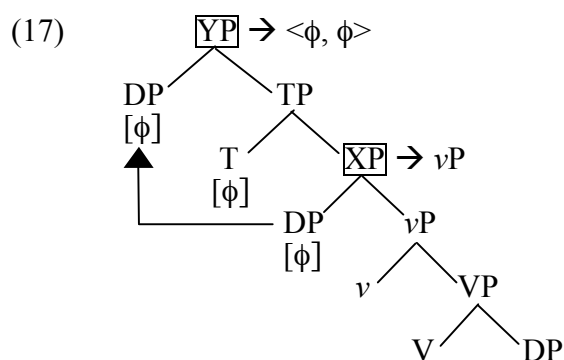 (17) YP → <ϕ, ϕ>
DP TP
[ϕ]
T XP → vP
[ϕ]
DP vP
[ϕ]
v VP
V DP